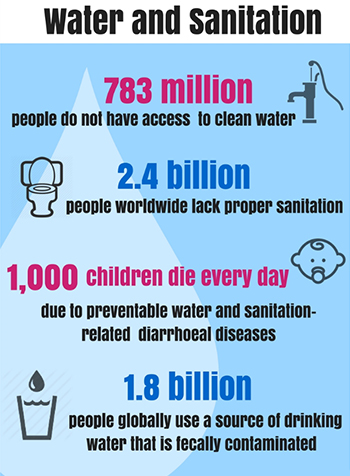 Water and Sanitation
783 million
people do not have access to clean water
2.4 billion
people worldwide lack proper sanitation
1,000 children die every day
due to preventable water and sanitation-
related diarrhoeal diseases
1.8 billion
people globally use a source of drinking
water that is fecally contaminated